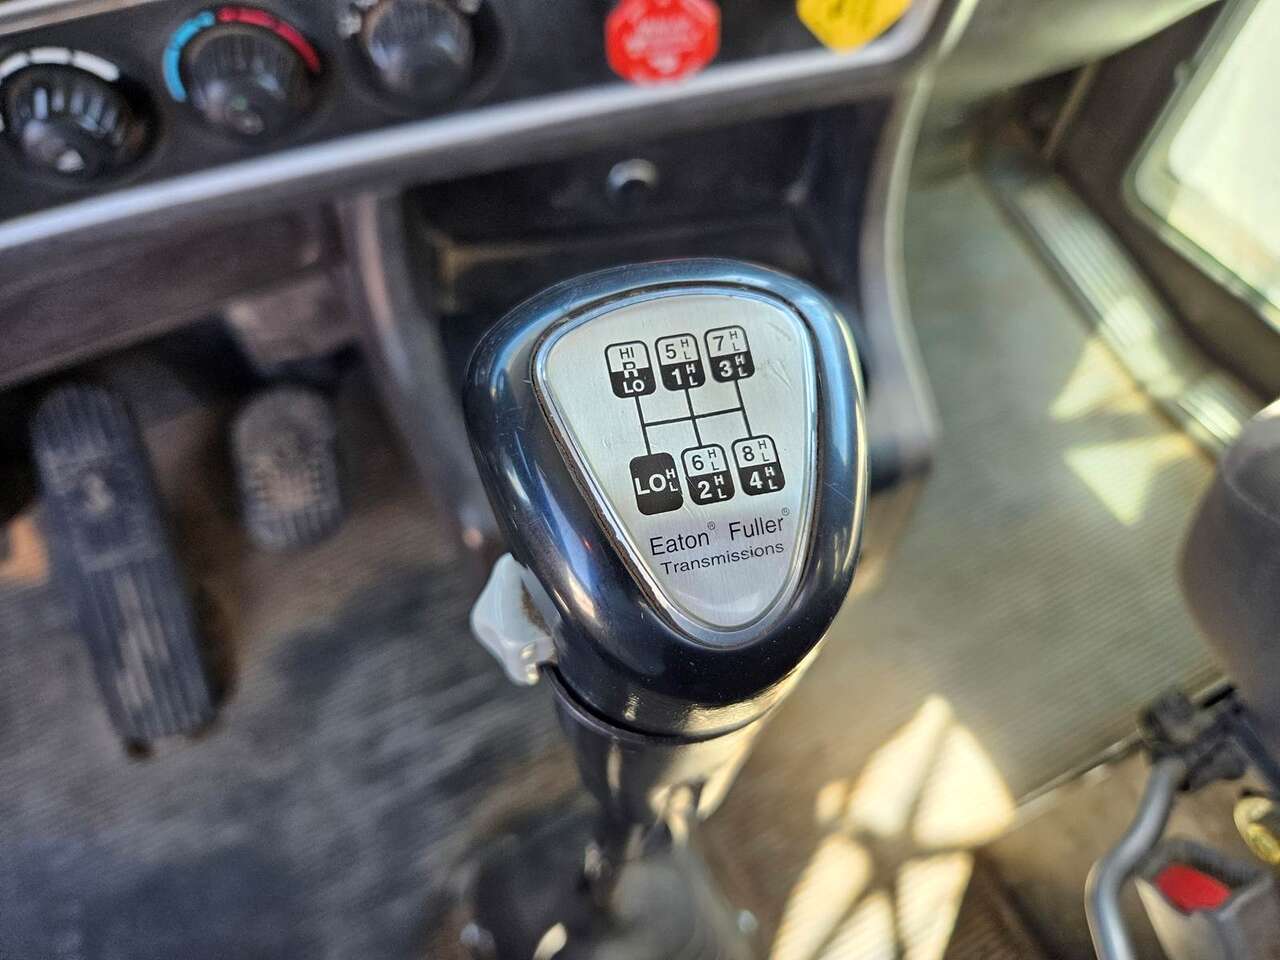 HI 5 H L 7 H L
R LO 1 H L 3 H L
6 H L 8 H L
LO H L 2 H L 4 H L
Eaton® Fuller®
Transmissions